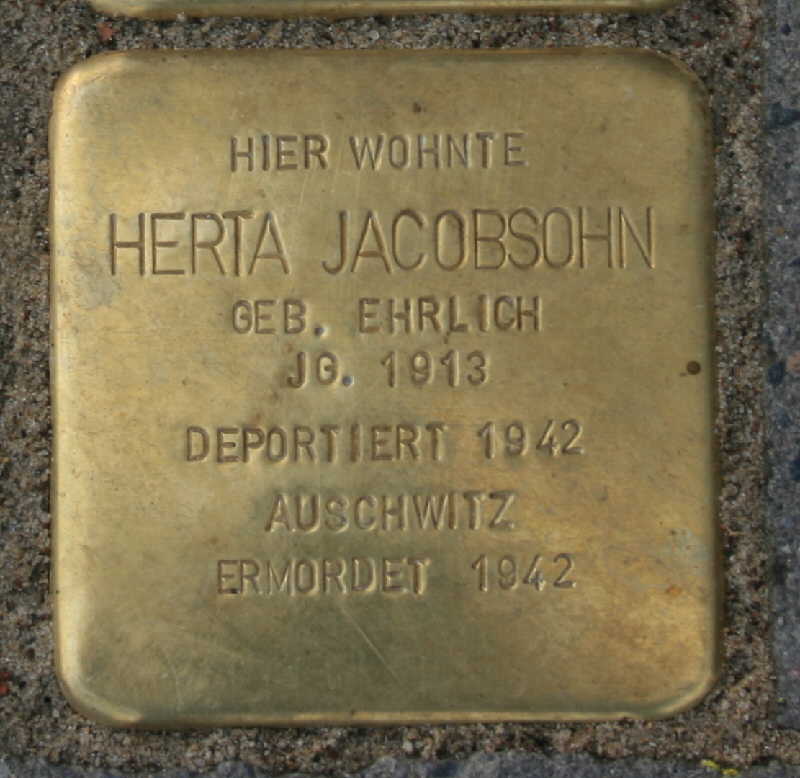 HIER WOHNTE
HERTA JACOBSOHN
GEB. EHRLICH
JG. 1913
DEPORTIERT 1942
AUSCHWITZ
ERMORDET 1942